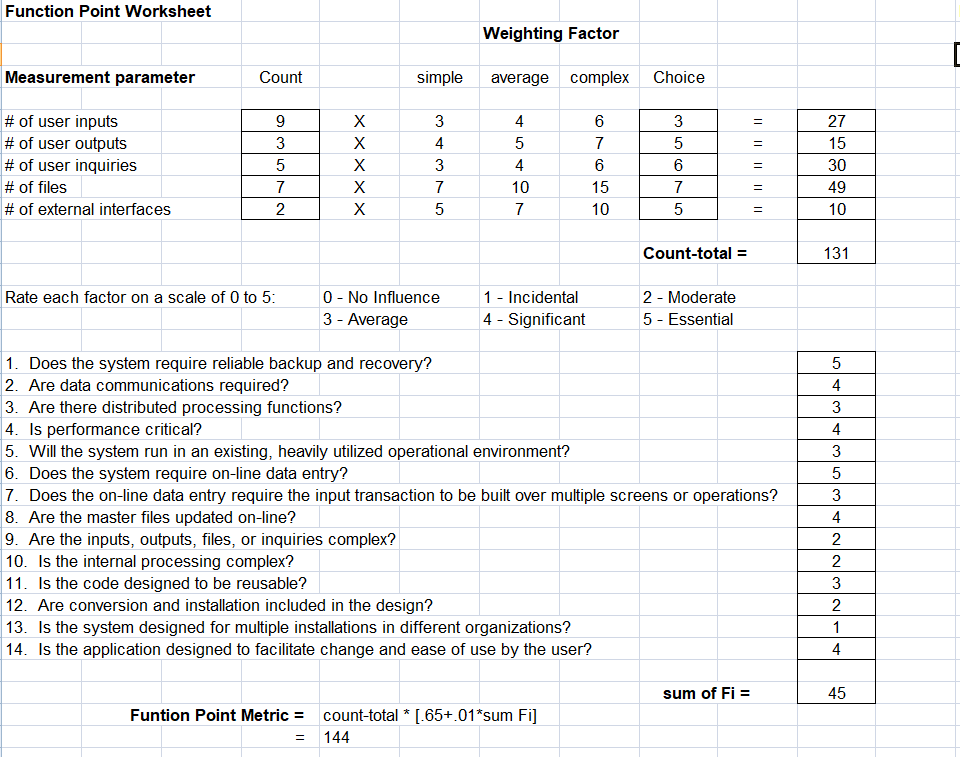 Function Point Worksheet
Weighting Factor
Measurement parameter Count simple average complex Choice
# of user inputs 9 X 3 4 6 3 = 27
# of user outputs 3 X 4 5 7 5 = 15
# of user inquiries 5 X 3 4 6 6 = 30
# of files 7 X 7 10 15 7 = 49
# of external interfaces 2 X 5 7 10 5 = 10
Count-total = 131
Rate each factor on a scale of 0 to 5: 0 - No Influence 1 - Incidental 2 - Moderate
3 - Average 4 - Significant 5 - Essential
1. Does the system require reliable backup and recovery? 5
2. Are data communications required? 4
3. Are there distributed processing functions? 3
4. Is performance critical? 4
5. Will the system run in an existing, heavily utilized operational environment? 3
6. Does the system require on-line data entry? 5
7. Does the on-line data entry require the input transaction to be built over multiple screens or operations? 3
8. Are the master files updated on-line? 4
9. Are the inputs, outputs, files, or inquiries complex? 2
10. Is the internal processing complex? 2
11. Is the code designed to be reusable? 3
12. Are conversion and installation included in the design? 2
13. Is the system designed for multiple installations in different organizations? 1
14. Is the application designed to facilitate change and ease of use by the user? 4
sum of Fi = 45
Funtion Point Metric = count-total * [.65+.01*sum Fi]
= 144